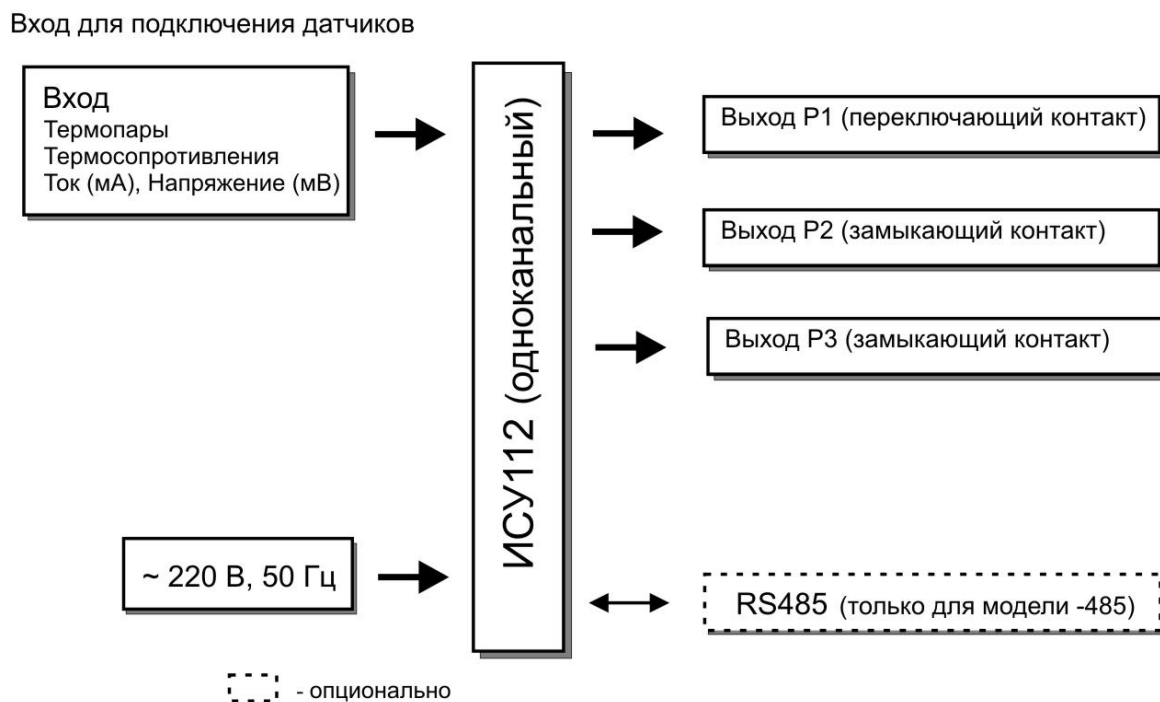 Вход для подключения датчиков
Вход
Термопары
Термосопротивления
Ток (мА), Напряжение (мВ)
~ 220 В, 50 Гц
ИСУ112 (одноканальный)
Выход Р1 (переключающий контакт)
Выход Р2 (замыкающий контакт)
Выход Р3 (замыкающий контакт)
RS485 (только для модели -485)
- опционально